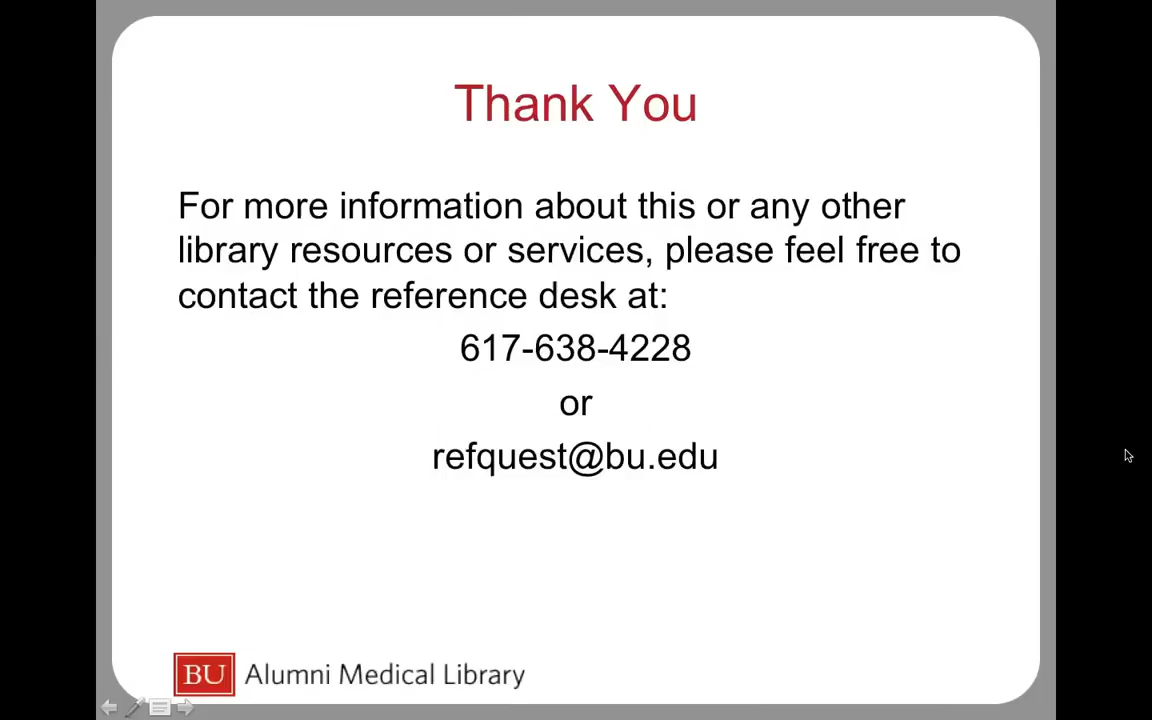 Thank You
For more information about this or any other
library resources or services, please feel free to
contact the reference desk at:
617-638-4228
or
refquest@bu.edu
BU Alumni Medical Library